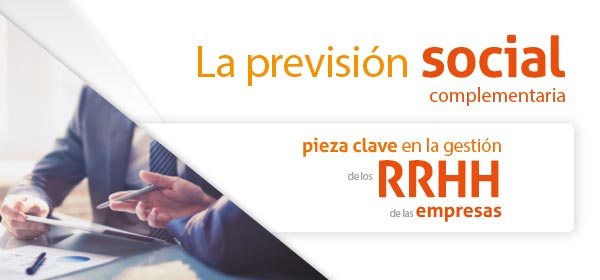 La previsión social
complementaria
pieza clave en la gestión
de los RRHH
de las empresas